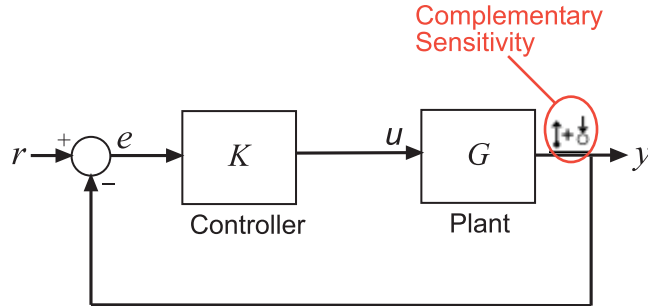 Complementary
Sensitivity
r
+
e
−
K
Controller
u
G
Plant
+
y